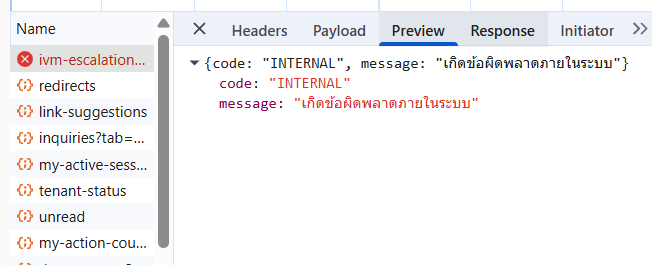 Name
Headers Payload Preview Response Initiator
ivm-escalation...
{code: "INTERNAL", message: "เกิดข้อผิดพลาดภายในระบบ"}
redirects
code: "INTERNAL"
link-suggestions
message: "เกิดข้อผิดพลาดภายในระบบ"
inquiries?tab=...
my-active-sess...
tenant-status
unread
my-action-cou...